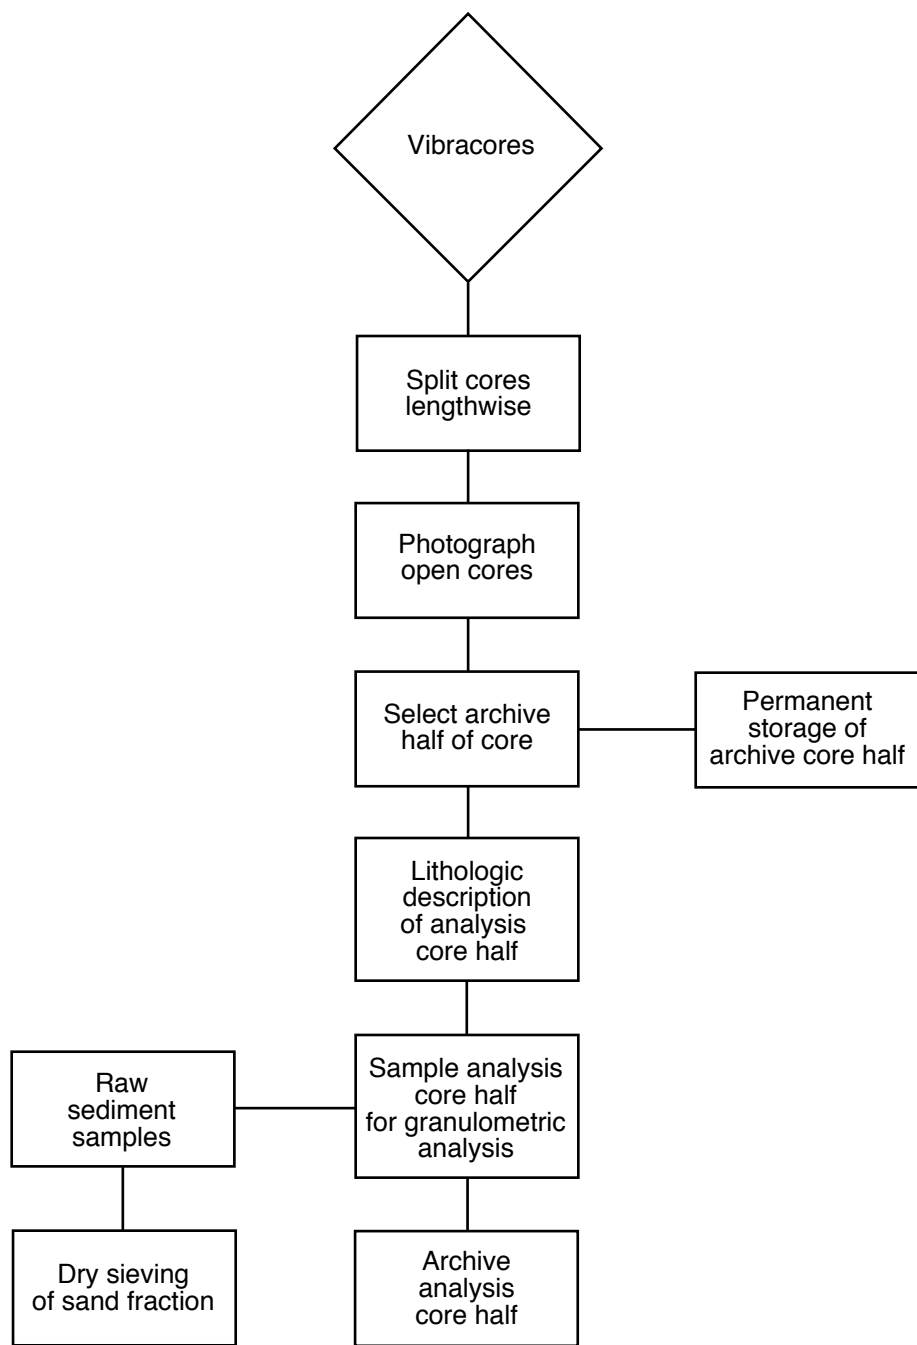 Vibracores
Split cores
lengthwise
Photograph
open cores
Select archive
half of core
Permanent
storage of
archive core half
Lithologic
description
of analysis
core half
Sample analysis
core half
for granulometric
analysis
Raw
sediment
samples
Dry sieving
of sand fraction
Archive
analysis
core half